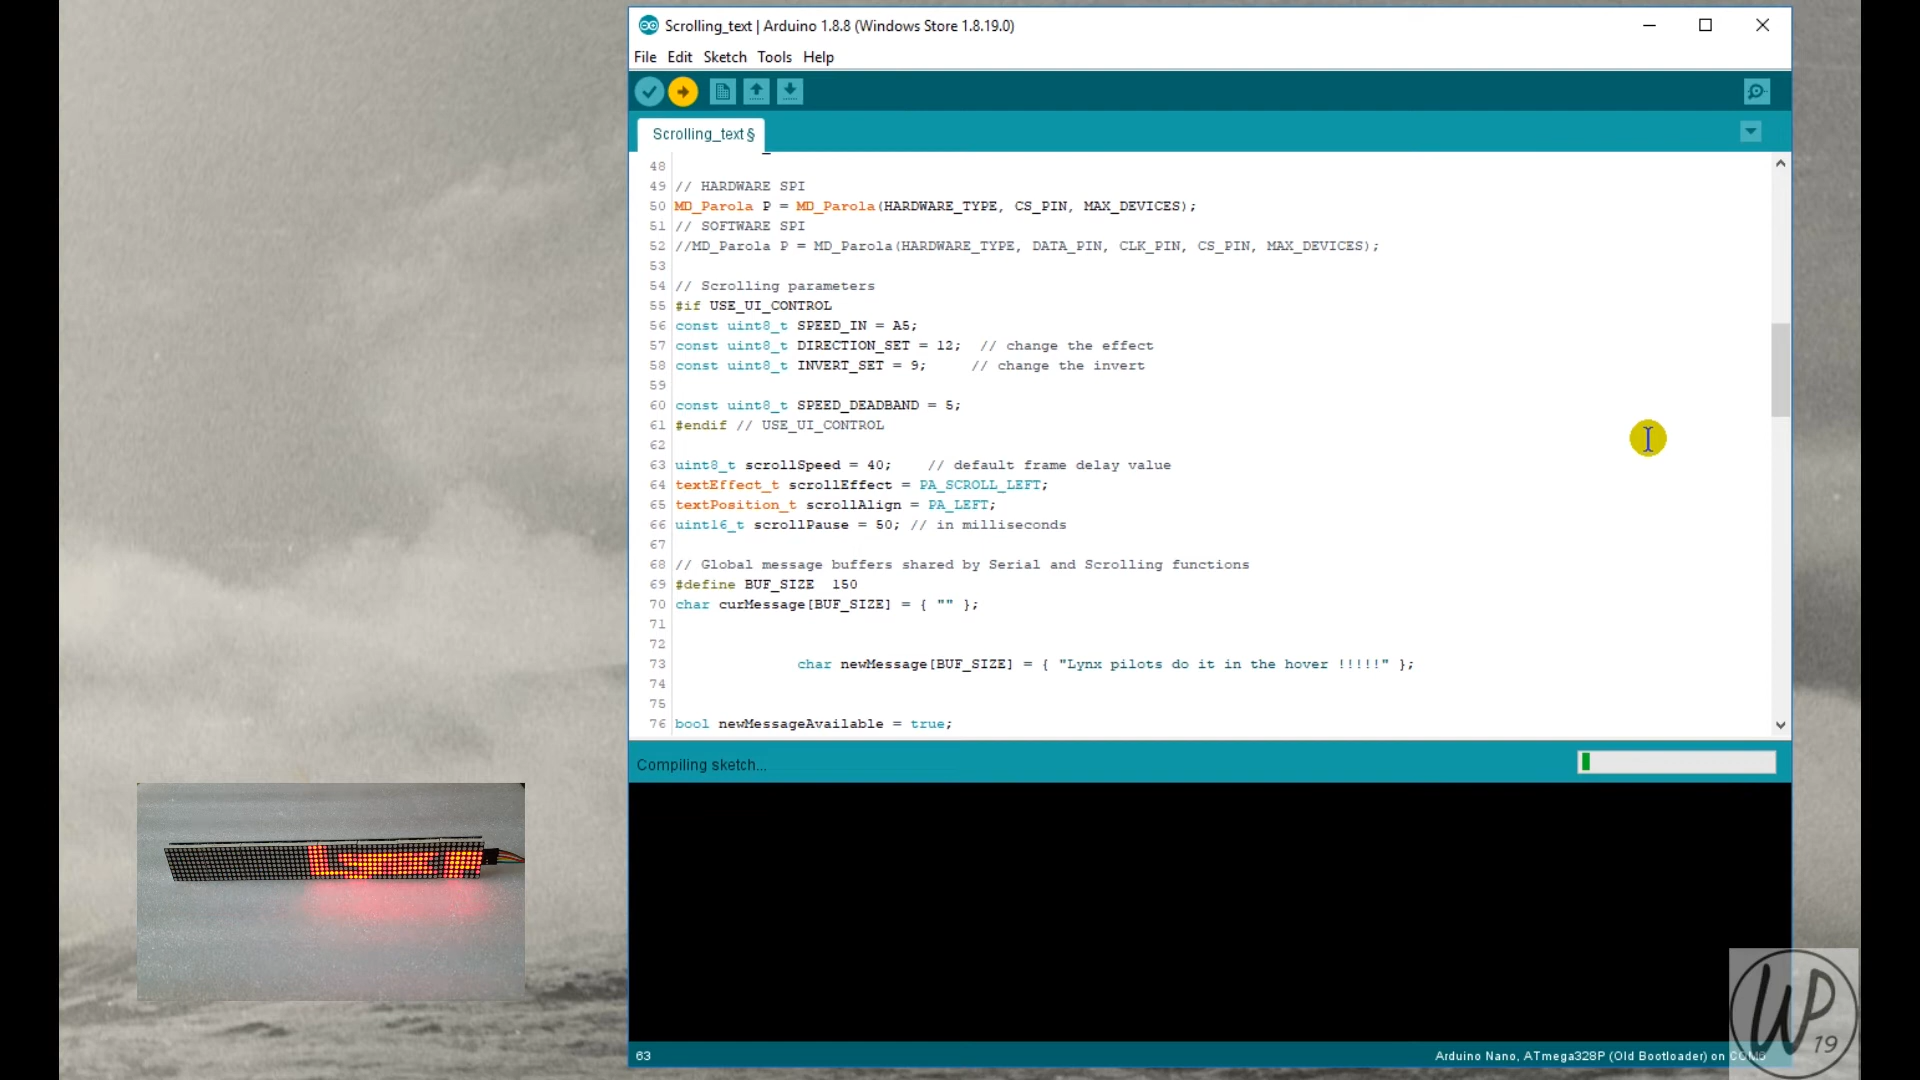 Scrolling_text | Arduino 1.8.8 (Windows Store 1.8.19.0)
File Edit Sketch Tools Help
Scrolling_text §
48
49 // HARDWARE SPI
50 MD_Parola P = MD_Parola(HARDWARE_TYPE, CS_PIN, MAX_DEVICES);
51 // SOFTWARE SPI
52 //MD_Parola P = MD_Parola(HARDWARE_TYPE, DATA_PIN, CLK_PIN, CS_PIN, MAX_DEVICES);
53
54 // Scrolling parameters
55 #if USE_UI_CONTROL
56 const uint8_t SPEED_IN = A5;
57 const uint8_t DIRECTION_SET = 12;  // change the effect
58 const uint8_t INVERT_SET = 9;     // change the invert
59
60 const uint8_t SPEED_DEADBAND = 5;
61 #endif // USE_UI_CONTROL
62
63 uint8_t scrollSpeed = 40;    // default frame delay value
64 textEffect_t scrollEffect = PA_SCROLL_LEFT;
65 textPosition_t scrollAlign = PA_LEFT;
66 uint16_t scrollPause = 50; // in milliseconds
67
68 // Global message buffers shared by Serial and Scrolling functions
69 #define BUF_SIZE  150
70 char curMessage[BUF_SIZE] = { "" };
71
72
73 char newMessage[BUF_SIZE] = { "Lynx pilots do it in the hover !!!!!" };
74
75
76 bool newMessageAvailable = true;
Compiling sketch...
63
Arduino Nano, ATmega328P (Old Bootloader) on COM6
WP
19